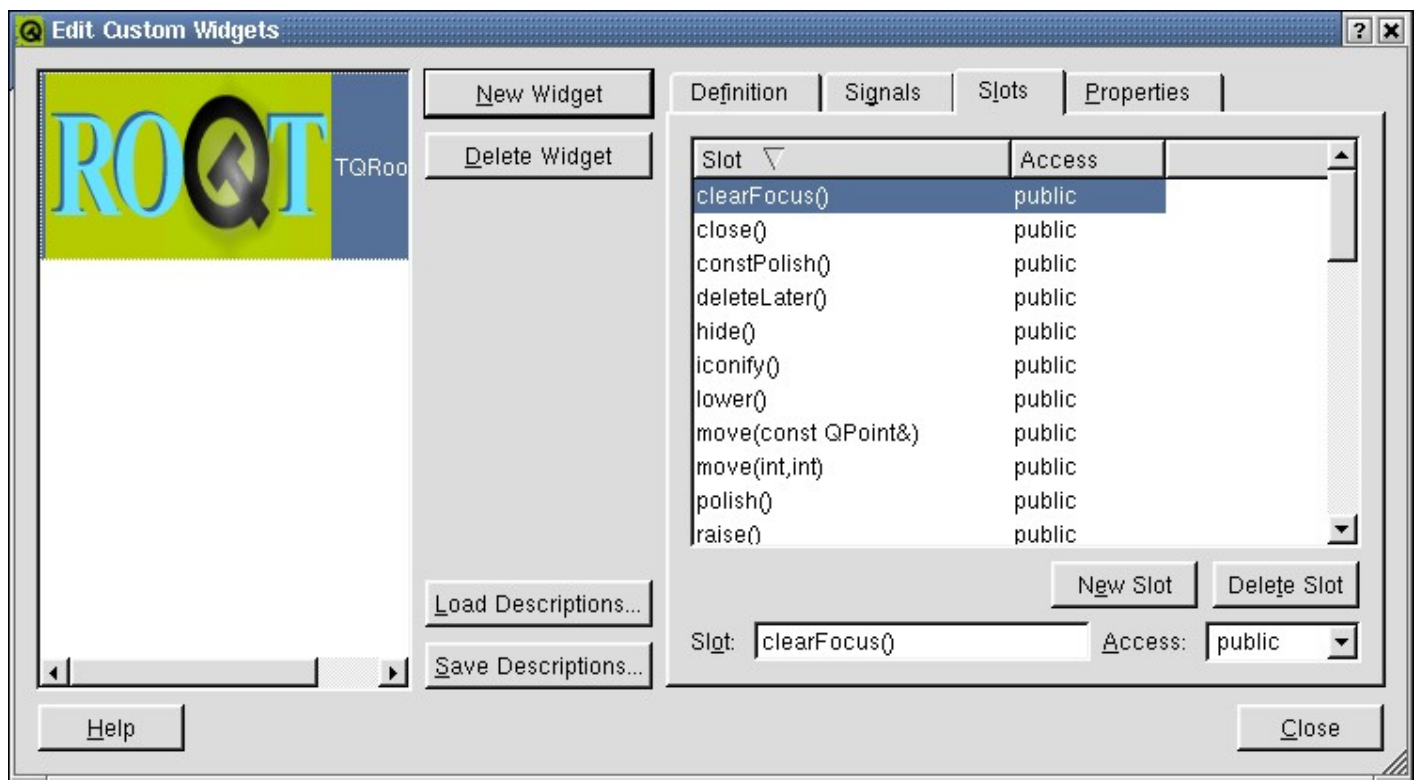 Edit Custom Widgets
ROQT
TQRoo
New Widget
Delete Widget
Load Descriptions...
Save Descriptions...
Definition
Signals
Slots
Properties
Slot Access
clearFocus() public
close() public
constPolish() public
deleteLater() public
hide() public
iconify() public
lower() public
move(const QPoint&) public
move(int,int) public
polish() public
raise() public
New Slot
Delete Slot
Slot: clearFocus() Access: public
Help
Close